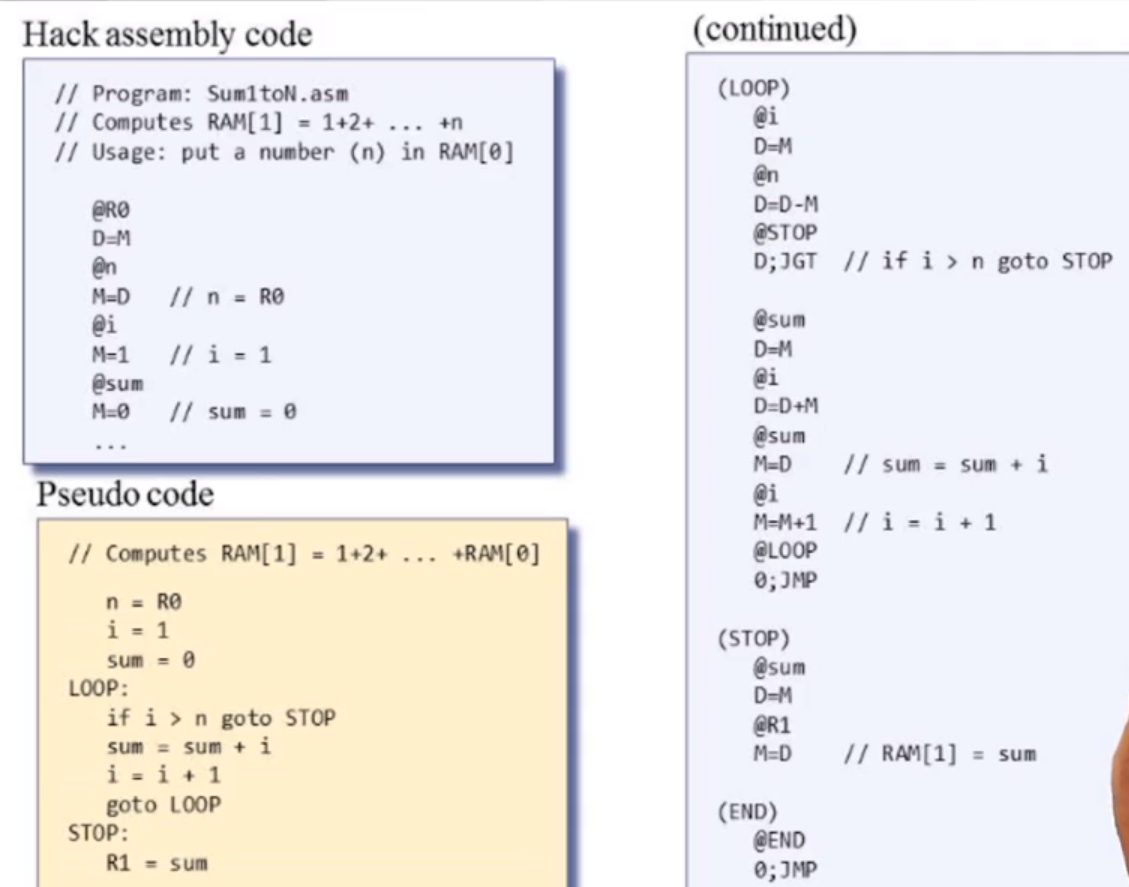 Hack assembly code
// Program: Sum1toN.asm
// Computes RAM[1] = 1+2+ ... +n
// Usage: put a number (n) in RAM[0]
@R0
D=M
@n
M=D // n = R0
@i
M=1 // i = 1
@sum
M=0 // sum = 0
...
Pseudo code
// Computes RAM[1] = 1+2+ ... +RAM[0]
n = R0
i = 1
sum = 0
LOOP:
if i > n goto STOP
sum = sum + i
i = i + 1
goto LOOP
STOP:
R1 = sum
(continued)
(LOOP)
@i
D=M
@n
D=D-M
@STOP
D;JGT // if i > n goto STOP
@sum
D=M
@i
D=D+M
@sum
M=D // sum = sum + i
@i
M=M+1 // i = i + 1
@LOOP
0;JMP
(STOP)
@sum
D=M
@R1
M=D // RAM[1] = sum
(END)
@END
0;JMP